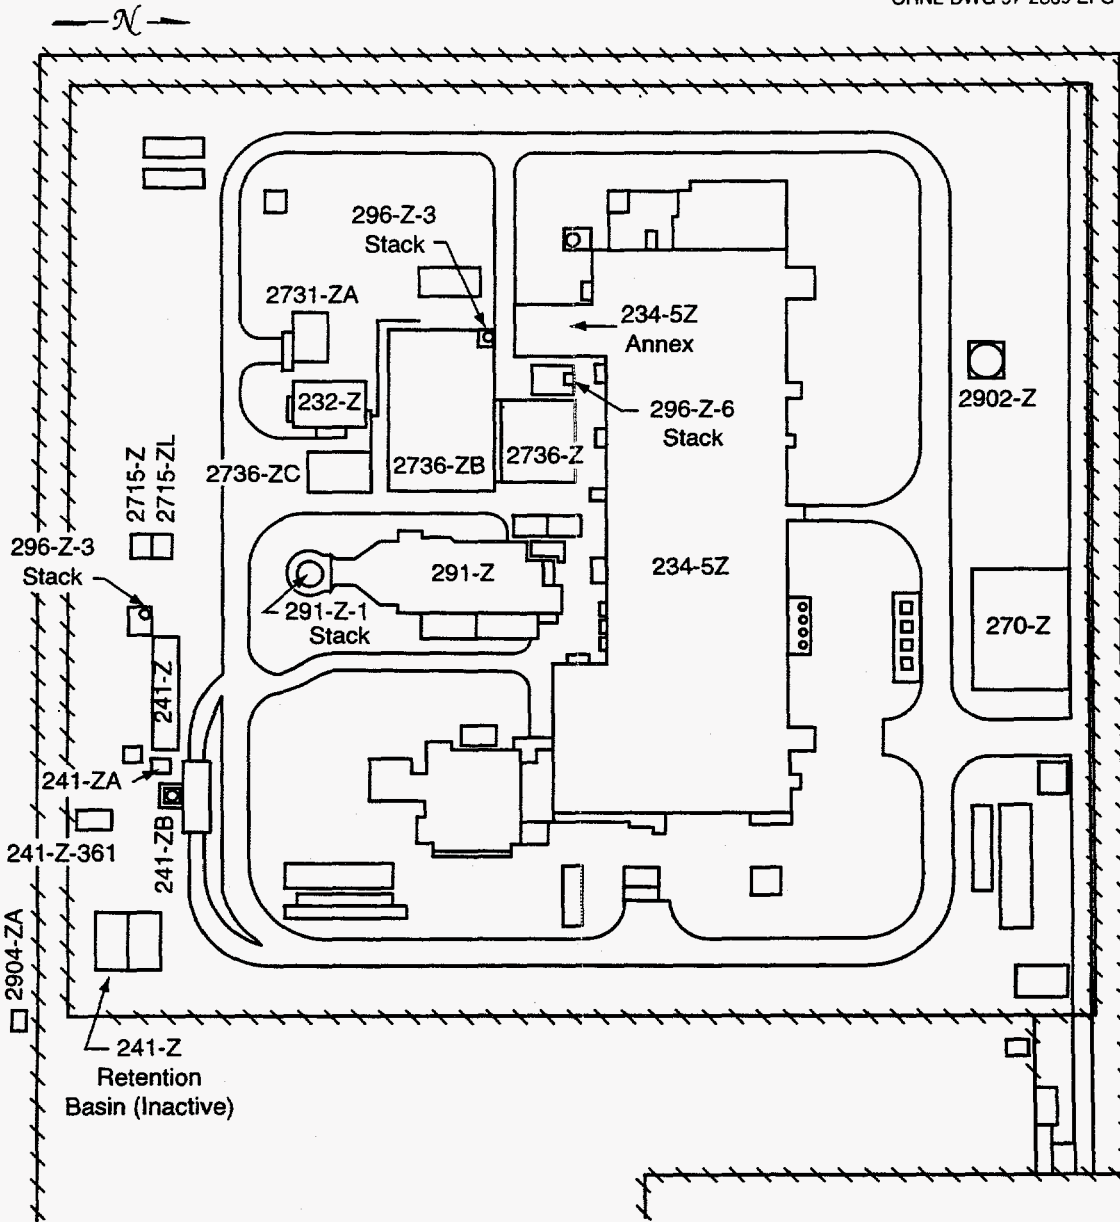 N
296-Z-3
Stack
2731-ZA
234-5Z
Annex
2902-Z
232-Z
296-Z-6
Stack
2715-Z
2715-ZL
2736-ZC
2736-ZB
2736-Z
296-Z-3
Stack
291-Z
234-5Z
291-Z-1
Stack
270-Z
241-Z
241-ZA
241-ZB
241-Z-361
2904-ZA
241-Z
Retention
Basin (Inactive)